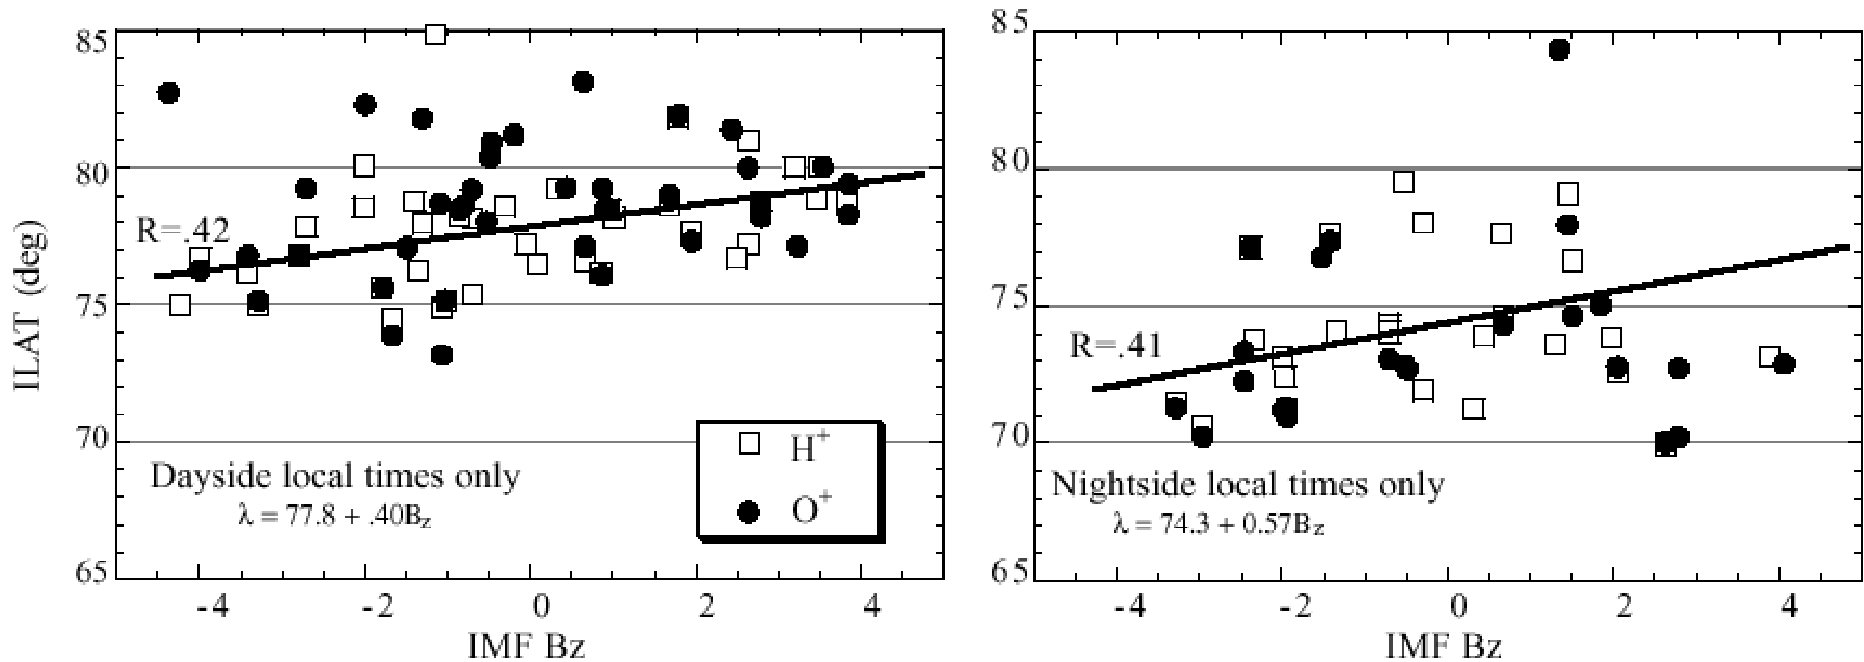 ILAT (deg)
85
80
75
70
65
R=.42
Dayside local times only
λ = 77.8 + .40Bz
H+
O+
-4 -2 0 2 4
IMF Bz
85
80
75
70
65
R=.41
Nightside local times only
λ = 74.3 + 0.57Bz
-4 -2 0 2 4
IMF Bz